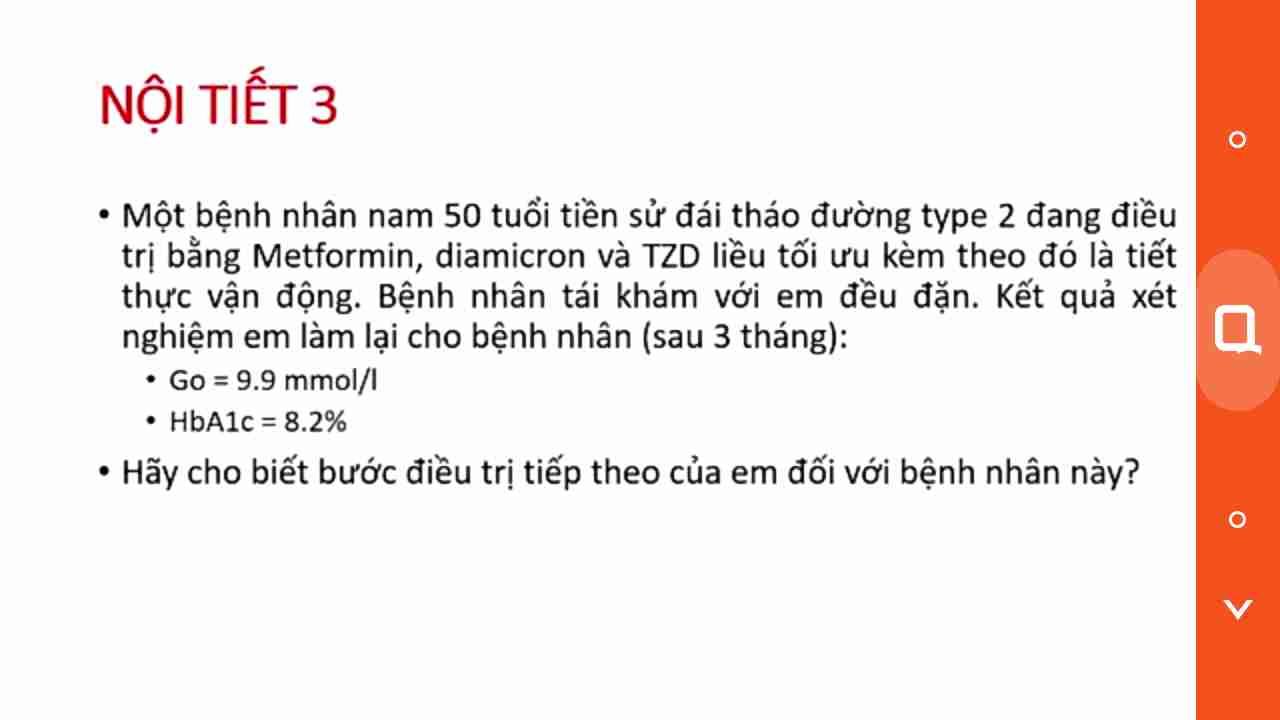 NỘI TIẾT 3
• Một bệnh nhân nam 50 tuổi tiền sử đái tháo đường type 2 đang điều
trị bằng Metformin, diamicron và TZD liều tối ưu kèm theo đó là tiết
thực vận động. Bệnh nhân tái khám với em đều đặn. Kết quả xét
nghiệm em làm lại cho bệnh nhân (sau 3 tháng):
• Go = 9.9 mmol/l
• HbA1c = 8.2%
• Hãy cho biết bước điều trị tiếp theo của em đối với bệnh nhân này?